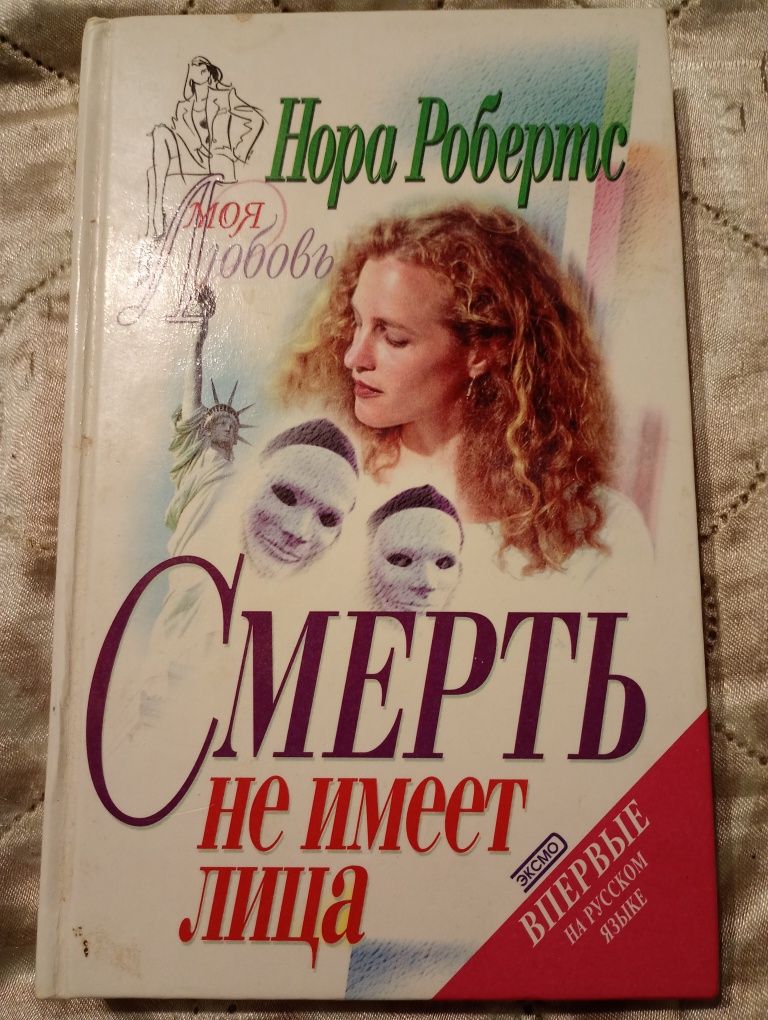 Нора Робертс
МОЯ
Любовь
СМЕРТЬ
не имеет
лица
ЭКСМО
ВПЕРВЫЕ
НА РУССКОМ
ЯЗЫКЕ